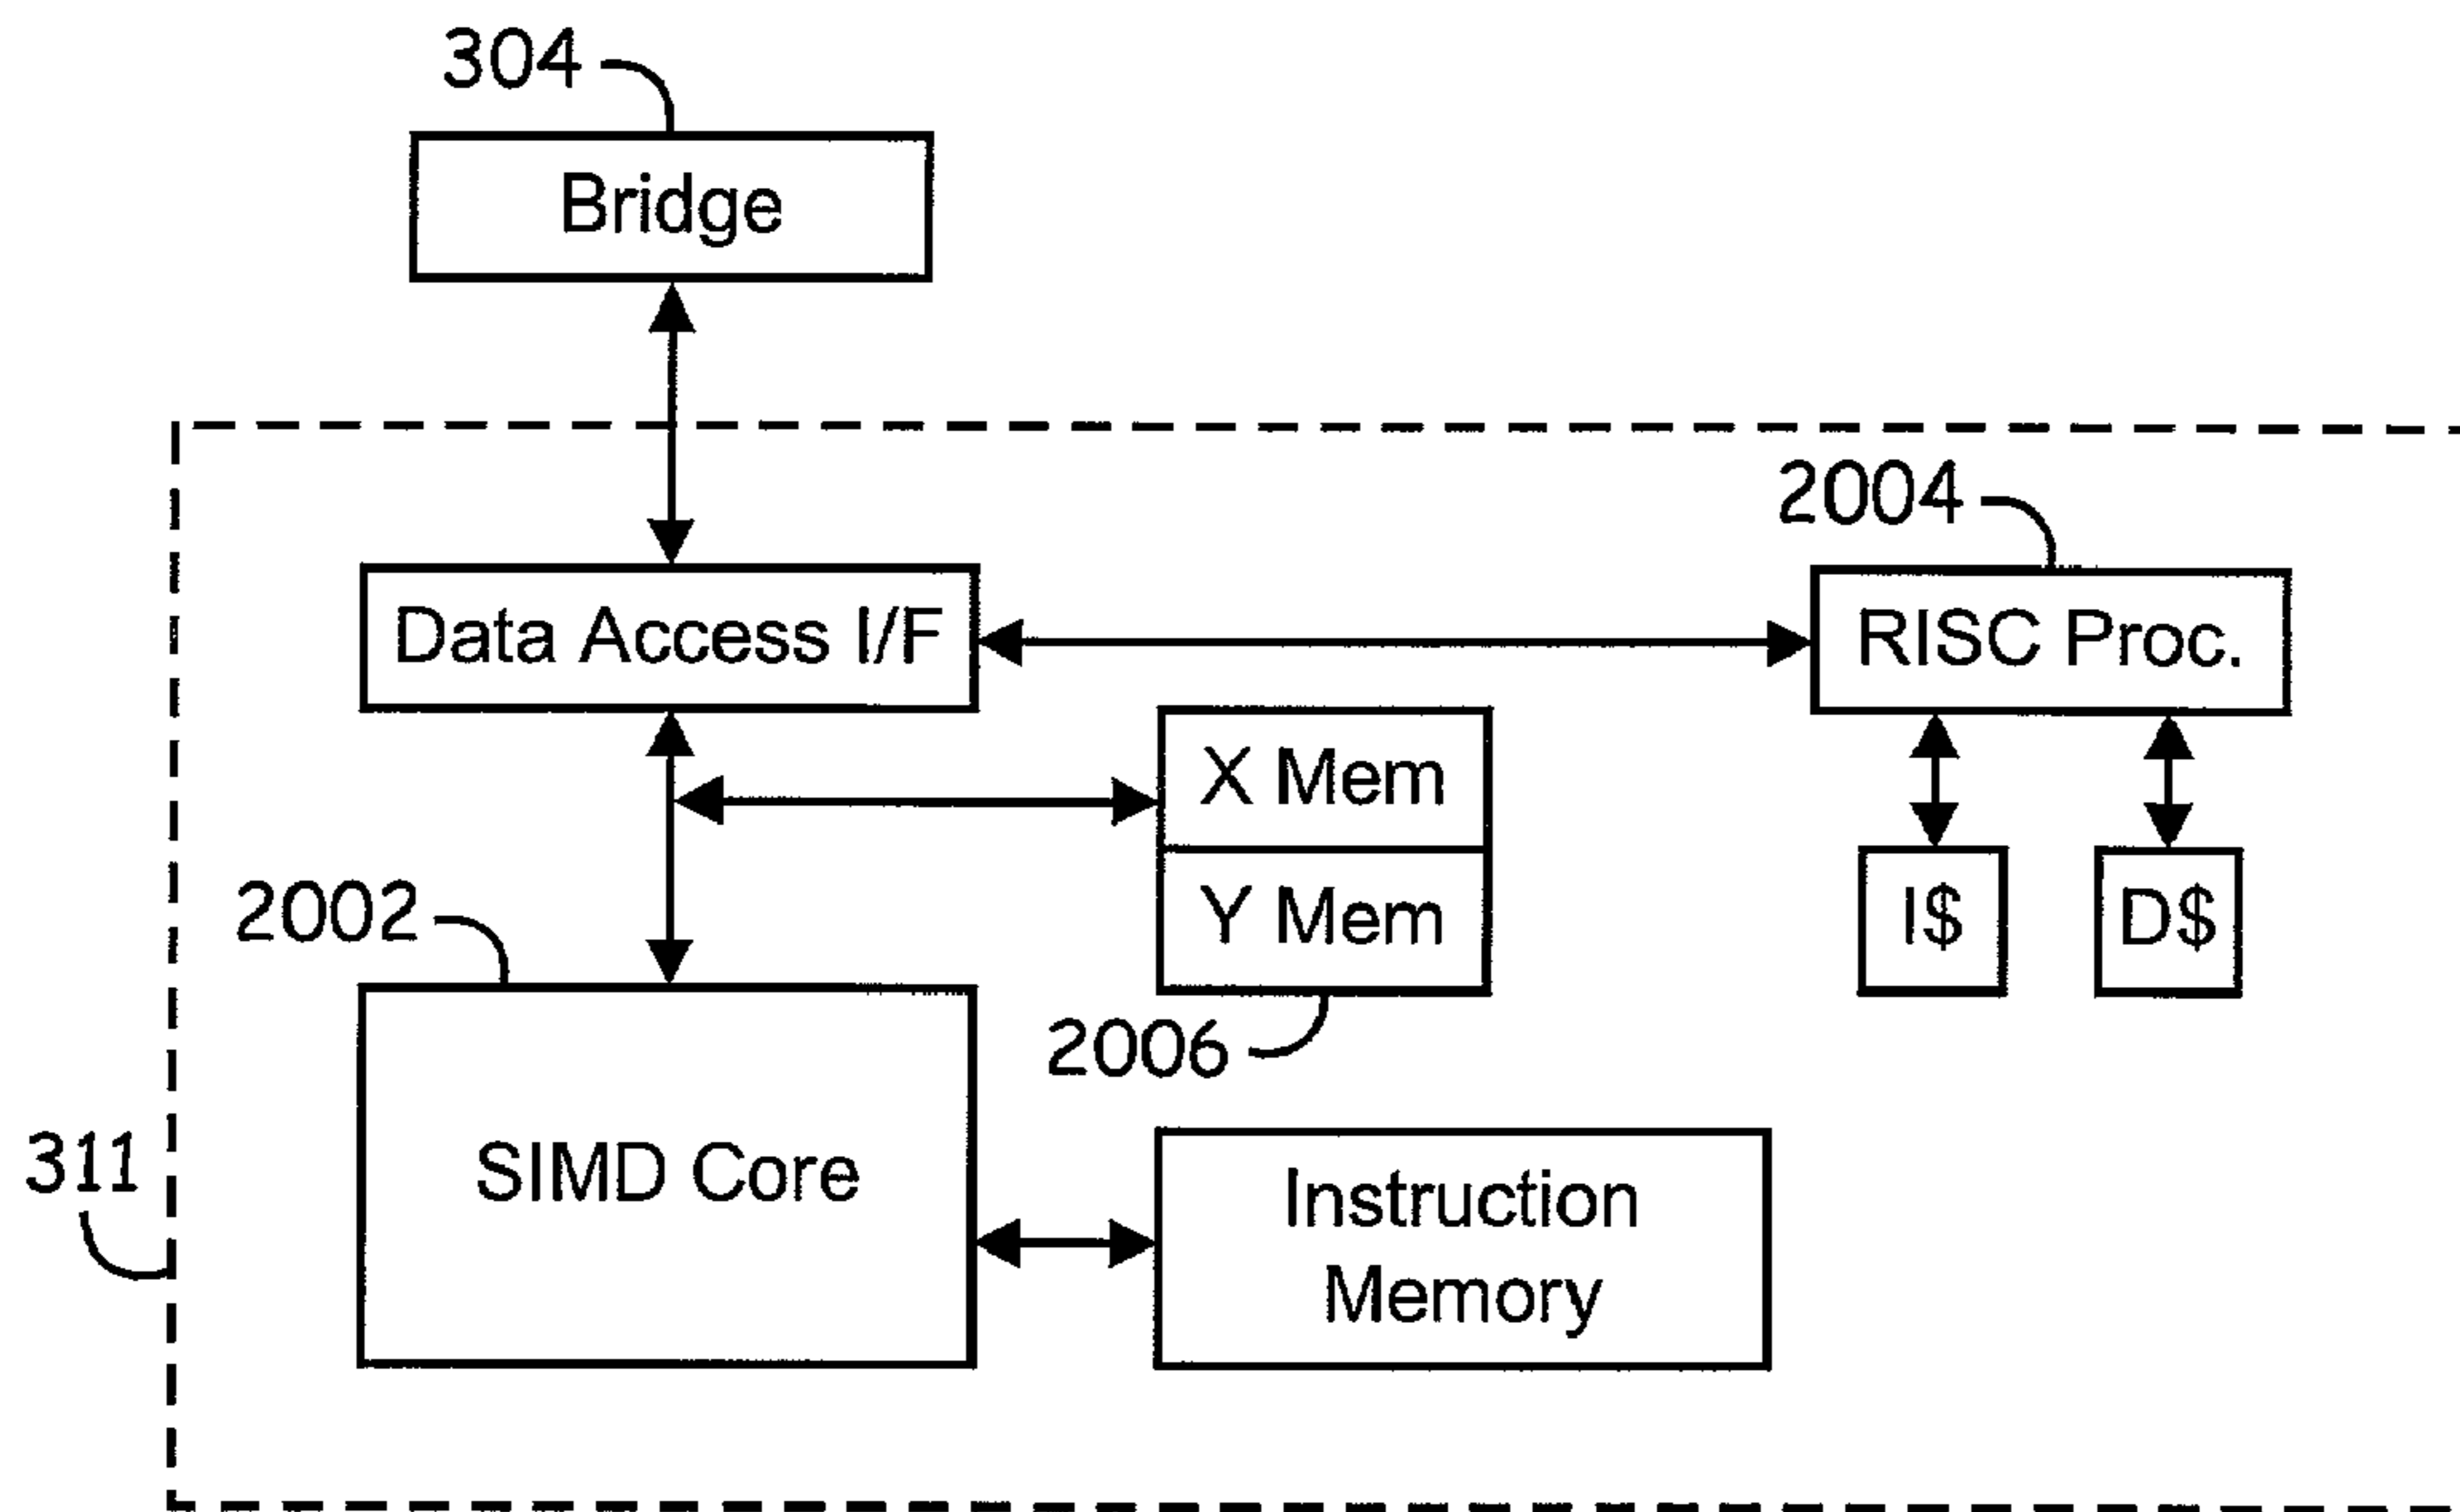 304
Bridge
2004
Data Access I/F
RISC Proc.
X Mem
Y Mem
I$
D$
2002
2006
311
SIMD Core
Instruction
Memory